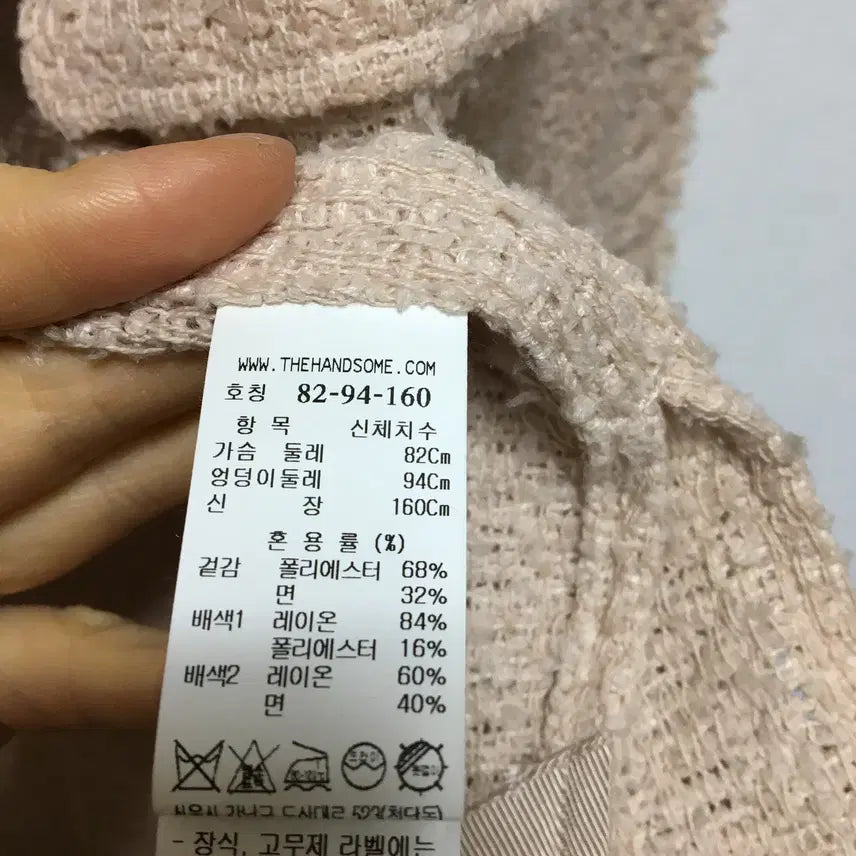 WWW.THEHANDSOME.COM
호칭 82-94-160
항 목 신체치수
가슴 둘레 82Cm
엉덩이둘레 94Cm
신 장 160Cm
혼 용 률 (%)
겉감 폴리에스터 68%
면 32%
배색1 레이온 84%
폴리에스터 16%
배색2 레이온 60%
면 40%
드라이
- 장식, 고무제 라벨에는